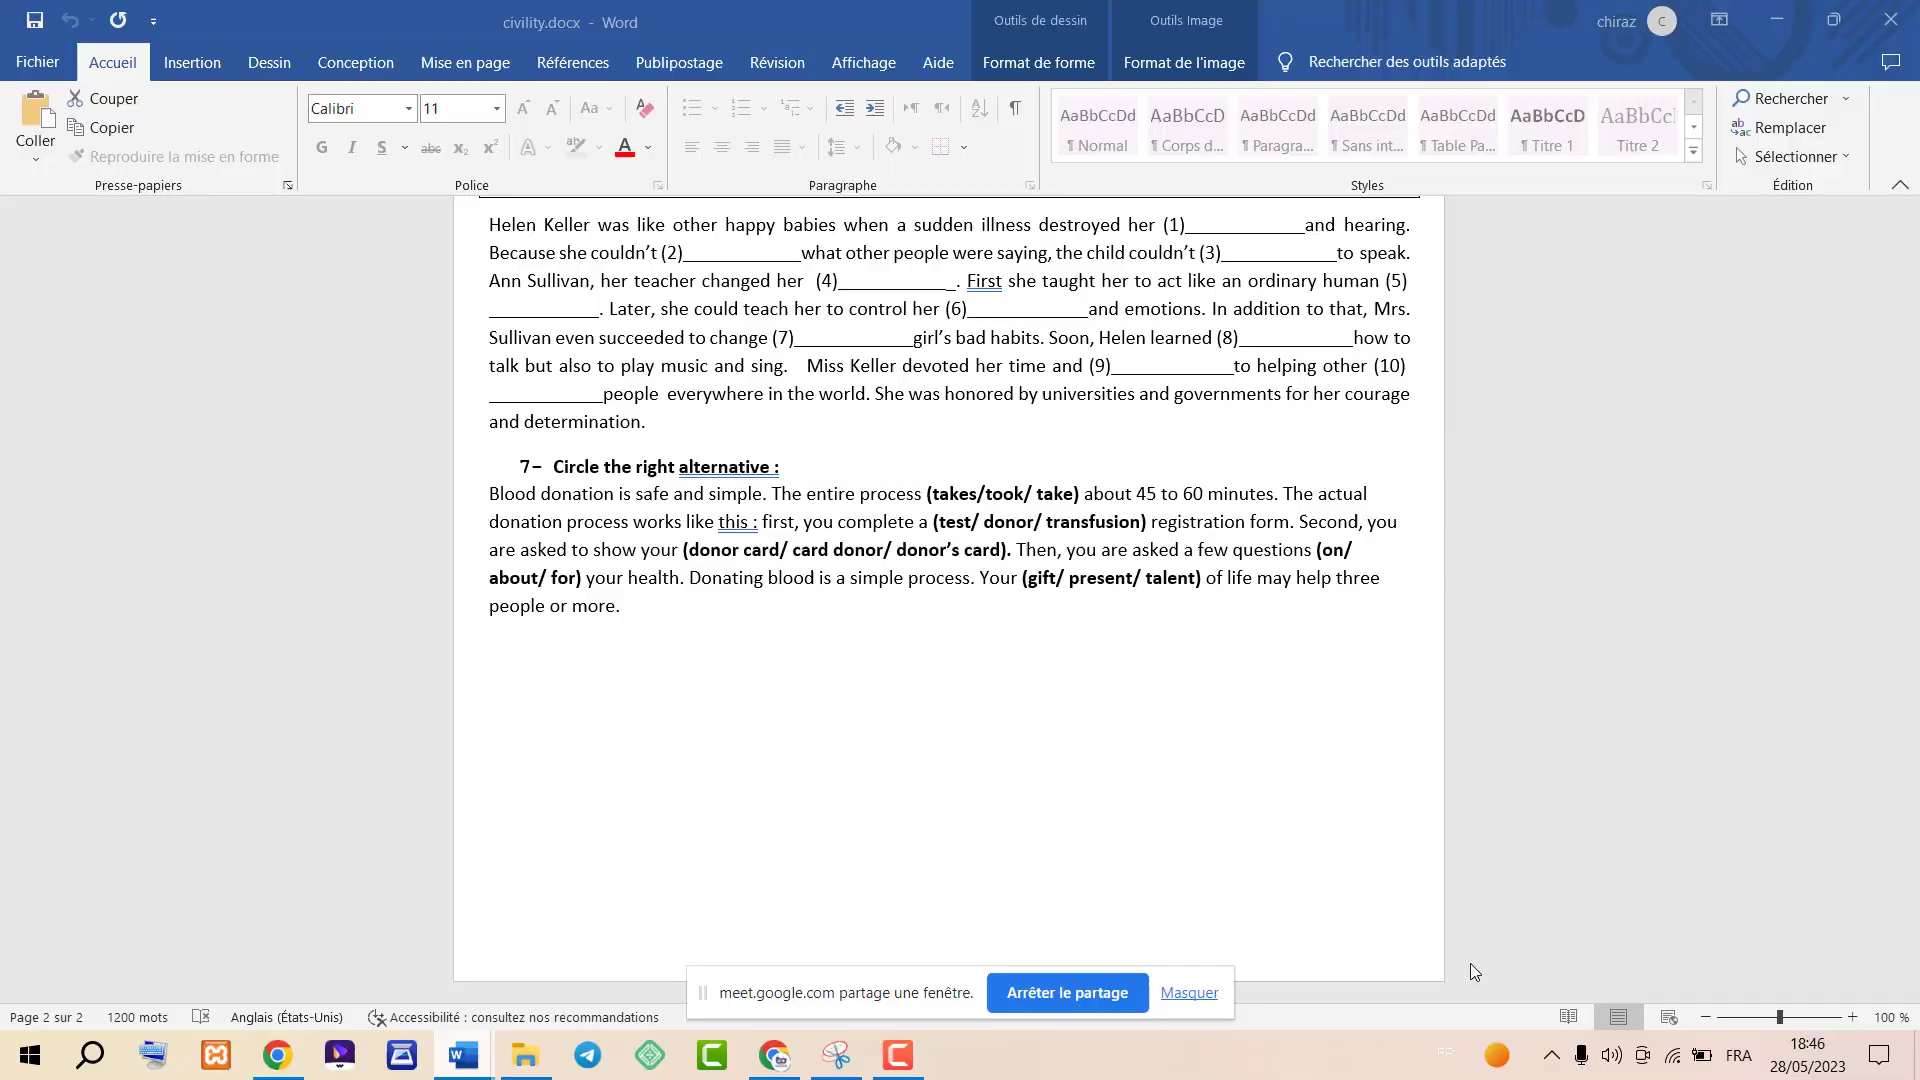 civility.docx - Word
Outils de dessin
Outils Image
chiraz
C
Fichier
Accueil
Insertion
Dessin
Conception
Mise en page
Références
Publipostage
Révision
Affichage
Aide
Format de forme
Format de l'image
Rechercher des outils adaptés
Coller
Couper
Copier
Reproduire la mise en forme
Presse-papiers
Calibri
11
Aa
G I S abc x₂ x² A
Police
Paragraphe
AaBbCcDd
¶ Normal
AaBbCcD
¶ Corps d...
AaBbCcDd
¶ Paragra...
AaBbCcDd
¶ Sans int...
AaBbCcDd
¶ Table Pa...
AaBbCcD
¶ Titre 1
AaBbCc
Titre 2
Styles
Rechercher
Remplacer
Sélectionner
Édition
Helen Keller was like other happy babies when a sudden illness destroyed her (1)_____________and hearing.
Because she couldn’t (2)_____________what other people were saying, the child couldn’t (3)_____________to speak.
Ann Sullivan, her teacher changed her (4)_____________. First she taught her to act like an ordinary human (5)
____________. Later, she could teach her to control her (6)_____________and emotions. In addition to that, Mrs.
Sullivan even succeeded to change (7)_____________girl’s bad habits. Soon, Helen learned (8)____________how to
talk but also to play music and sing. Miss Keller devoted her time and (9)_____________to helping other (10)
____________people everywhere in the world. She was honored by universities and governments for her courage
and determination.
7– Circle the right alternative :
Blood donation is safe and simple. The entire process (takes/took/ take) about 45 to 60 minutes. The actual
donation process works like this : first, you complete a (test/ donor/ transfusion) registration form. Second, you
are asked to show your (donor card/ card donor/ donor’s card). Then, you are asked a few questions (on/
about/ for) your health. Donating blood is a simple process. Your (gift/ present/ talent) of life may help three
people or more.
meet.google.com partage une fenêtre.
Arrêter le partage
Masquer
Page 2 sur 2
1200 mots
Anglais (États-Unis)
Accessibilité : consultez nos recommandations
100 %
FRA
18:46
28/05/2023